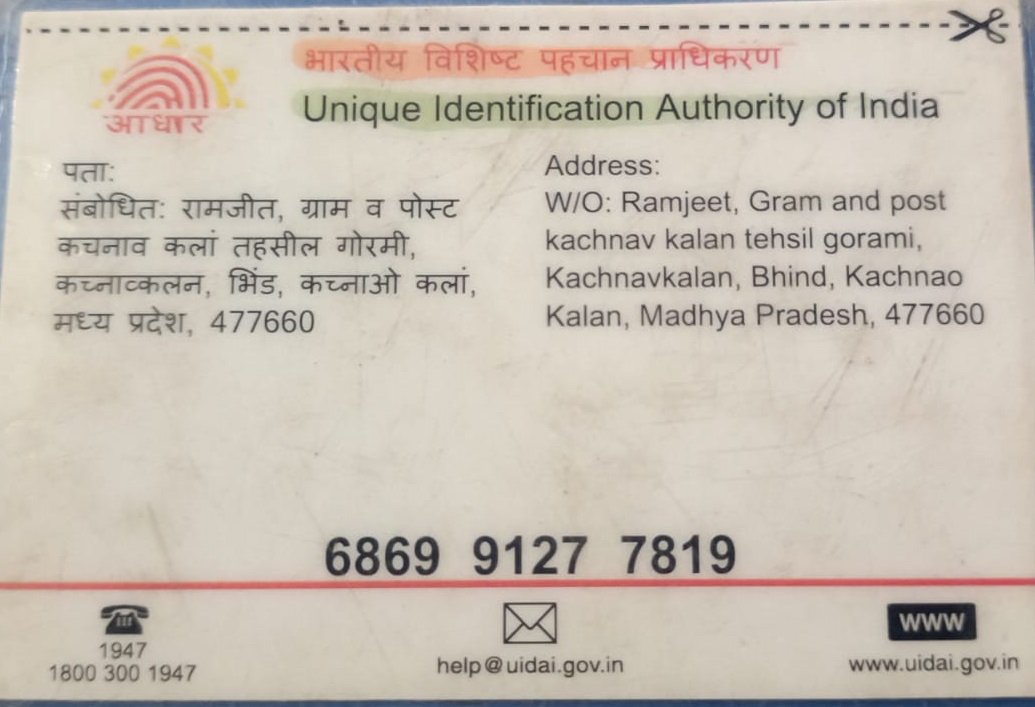 भारतीय विशिष्ट पहचान प्राधिकरण
आधार
Unique Identification Authority of India
पता:
संबोधित: रामजीत, ग्राम व पोस्ट
कचनाव कलां तहसील गोरमी,
कच्नाव्कलन, भिंड, कच्नाओ कलां,
मध्य प्रदेश, 477660
Address:
W/O: Ramjeet, Gram and post
kachnav kalan tehsil gorami,
Kachnavkalan, Bhind, Kachnao
Kalan, Madhya Pradesh, 477660
6869 9127 7819
1947
1800 300 1947
help@uidai.gov.in
WWW
www.uidai.gov.in